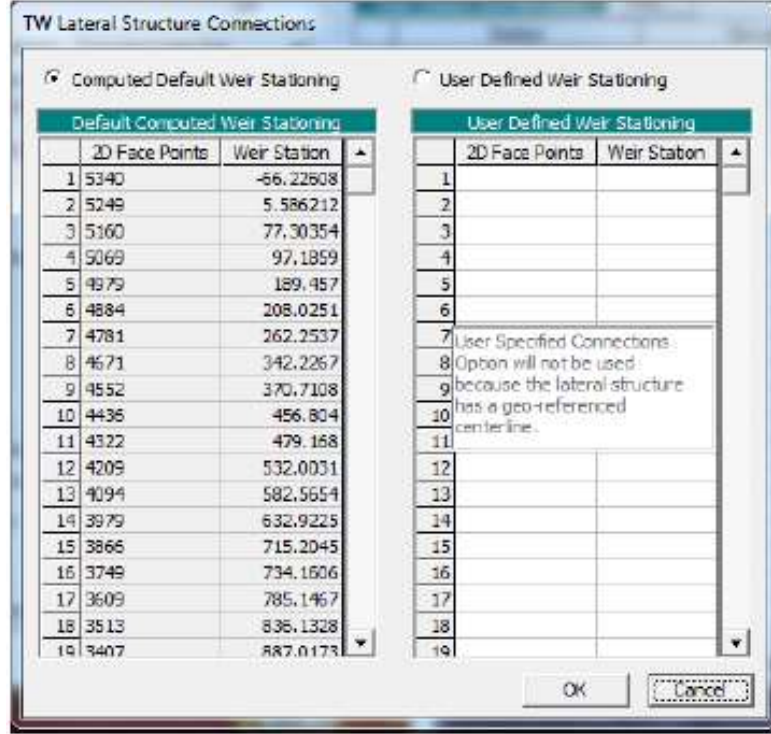 TW Lateral Structure Connections
Computed Default Weir Stationing
User Defined Weir Stationing
Default Computed Weir Stationing
2D Face Points Weir Station
1 5340 -66.22608
2 5249 5.586212
3 5160 77.30354
4 5069 97.1859
5 4979 189.457
6 4884 208.0251
7 4781 262.2537
8 4671 342.2267
9 4552 370.7108
10 4436 456.804
11 4322 479.168
12 4209 532.0031
13 4094 582.5654
14 3979 632.9225
15 3866 715.2045
16 3749 734.1606
17 3609 785.1467
18 3513 836.1328
19 3407 887.0173
User Defined Weir Stationing
2D Face Points Weir Station
1
2
3
4
5
6
7
8
9
10
11
12
13
14
15
16
17
18
19
User Specified Connections
Option will not be used
because the lateral structure
has a geo-referenced
centerline.
OK Cancel